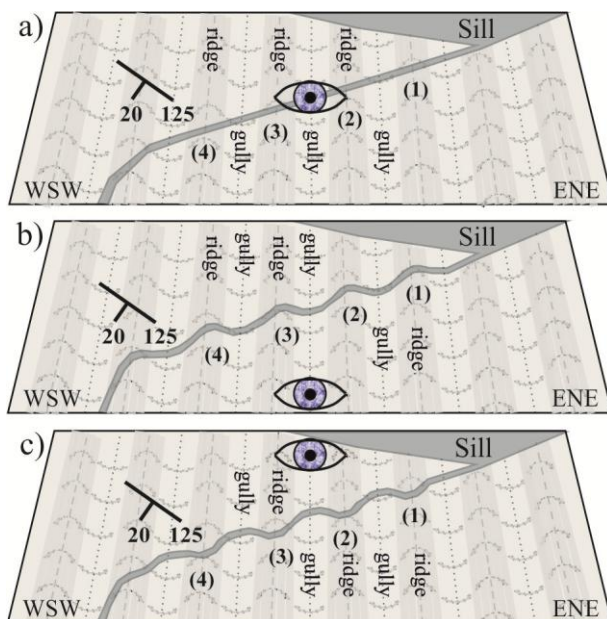 a)
Sill
ridge
ridge
ridge
(1)
(2)
(3)
(4)
20 125
gully
gully
gully
WSW
ENE
b)
Sill
ridge
gully
ridge
gully
(1)
(2)
(3)
(4)
20 125
gully
ridge
WSW
ENE
c)
Sill
gully
ridge
(1)
(2)
(3)
(4)
20 125
gully
ridge
gully
ridge
WSW
ENE